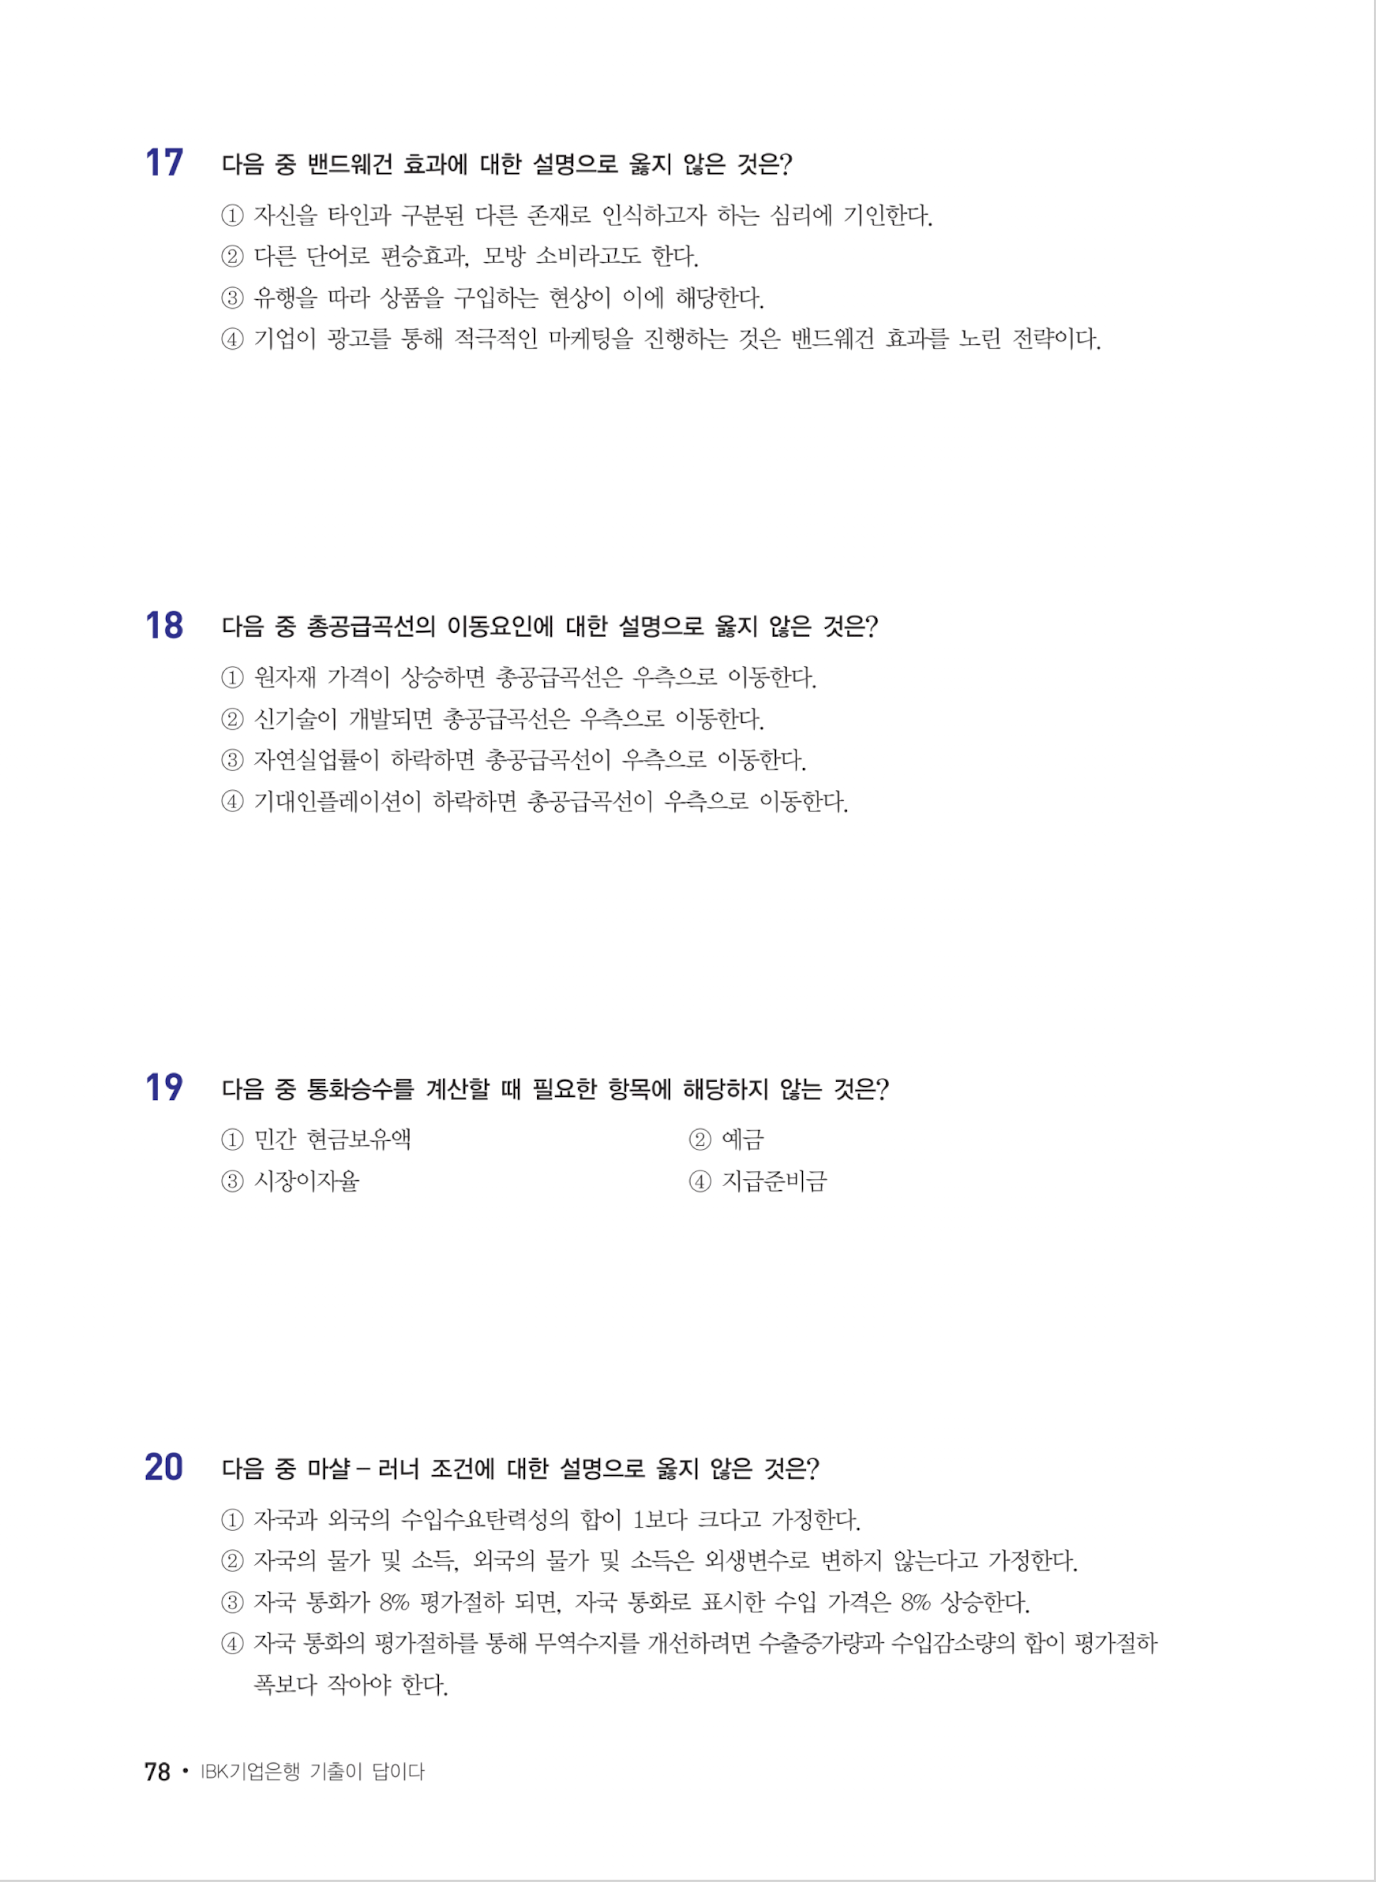 17 다음 중 밴드웨건 효과에 대한 설명으로 옳지 않은 것은?
① 자신을 타인과 구분된 다른 존재로 인식하고자 하는 심리에 기인한다.
② 다른 단어로 편승효과, 모방 소비라고도 한다.
③ 유행을 따라 상품을 구입하는 현상이 이에 해당한다.
④ 기업이 광고를 통해 적극적인 마케팅을 진행하는 것은 밴드웨건 효과를 노린 전략이다.
18 다음 중 총공급곡선의 이동요인에 대한 설명으로 옳지 않은 것은?
① 원자재 가격이 상승하면 총공급곡선은 우측으로 이동한다.
② 신기술이 개발되면 총공급곡선은 우측으로 이동한다.
③ 자연실업률이 하락하면 총공급곡선이 우측으로 이동한다.
④ 기대인플레이션이 하락하면 총공급곡선이 우측으로 이동한다.
19 다음 중 통화승수를 계산할 때 필요한 항목에 해당하지 않는 것은?
① 민간 현금보유액 ② 예금
③ 시장이자율 ④ 지급준비금
20 다음 중 마샬 – 러너 조건에 대한 설명으로 옳지 않은 것은?
① 자국과 외국의 수입수요탄력성의 합이 1보다 크다고 가정한다.
② 자국의 물가 및 소득, 외국의 물가 및 소득은 외생변수로 변하지 않는다고 가정한다.
③ 자국 통화가 8% 평가절하 되면, 자국 통화로 표시한 수입 가격은 8% 상승한다.
④ 자국 통화의 평가절하를 통해 무역수지를 개선하려면 수출증가량과 수입감소량의 합이 평가절하
폭보다 작아야 한다.
78 • IBK기업은행 기출이 답이다